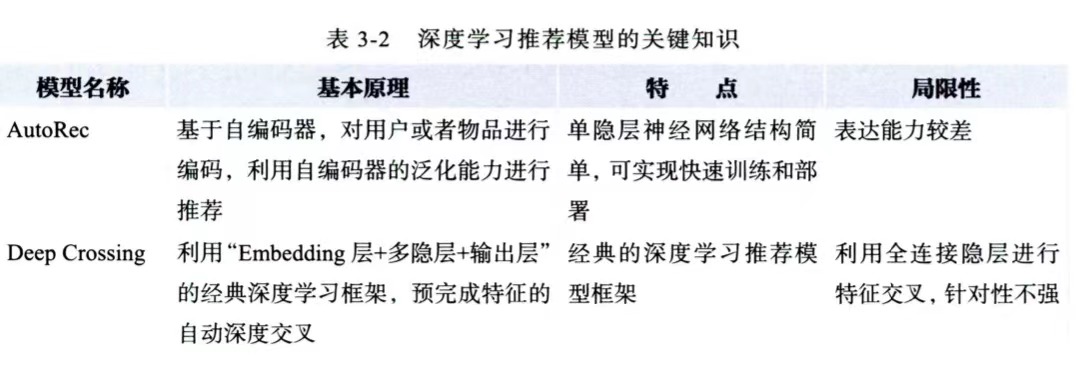 表 3-2 深度学习推荐模型的关键知识
模型名称 基本原理 特 点 局限性
AutoRec 基于自编码器，对用户或者物品进行 单隐层神经网络结构简 表达能力较差
编码，利用自编码器的泛化能力进行 单，可实现快速训练和部
推荐 署
Deep Crossing 利用“Embedding 层+多隐层+输出层” 经典的深度学习推荐模 利用全连接隐层进行
的经典深度学习框架，预完成特征的 型框架 特征交叉，针对性不强
自动深度交叉